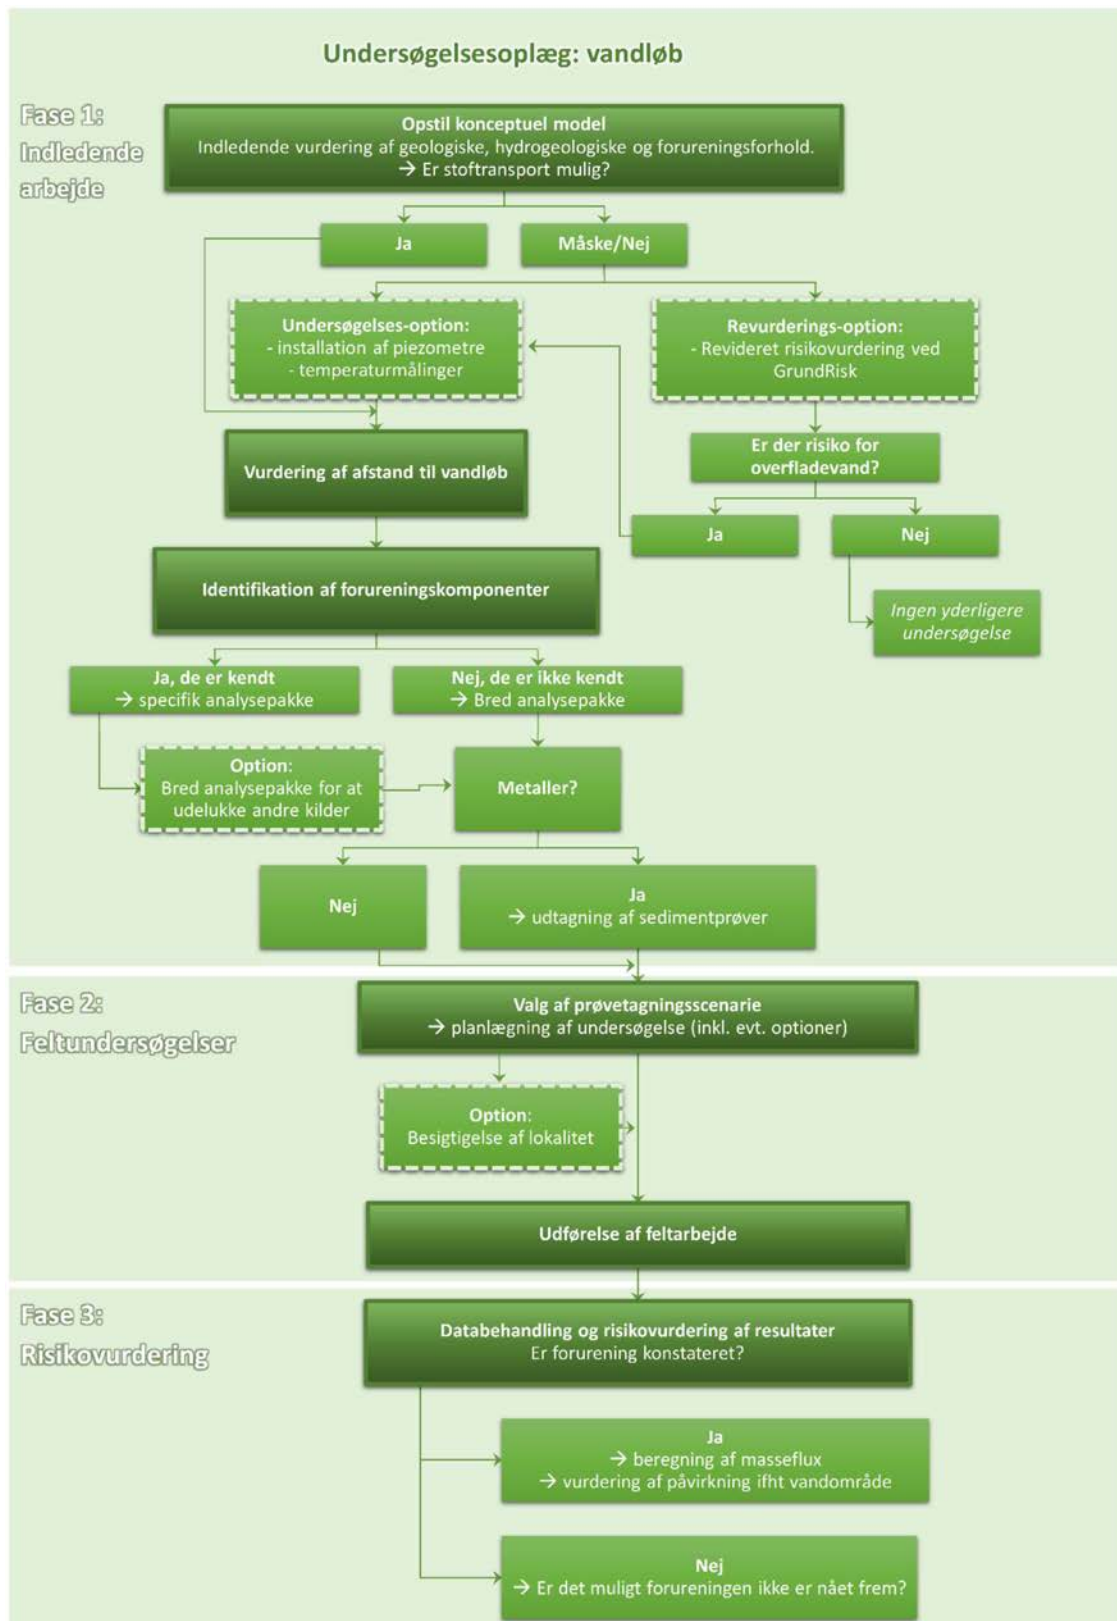 Undersøgelsesoplæg: vandløb
Fase 1:
Indledende
arbejde
Opstil konceptuel model
Indledende vurdering af geologiske, hydrogeologiske og forureningsforhold.
→ Er stoftransport mulig?
Ja
Måske/Nej
Undersøgelses-option:
- installation af piezometre
- temperaturmålinger
Revurderings-option:
- Revideret risikovurdering ved
GrundRisk
Er der risiko for
overfladevand?
Vurdering af afstand til vandløb
Ja
Nej
Identifikation af forureningskomponenter
Ingen yderligere
undersøgelse
Ja, de er kendt
→ specifik analysepakke
Nej, de er ikke kendt
→ Bred analysepakke
Option:
Bred analysepakke for at
udelukke andre kilder
Metaller?
Nej
Ja
→ udtagning af sedimentprøver
Fase 2:
Feltundersøgelser
Valg af prøvetagningsscenarie
→ planlægning af undersøgelse (inkl. evt. optioner)
Option:
Besigtigelse af lokalitet
Udførelse af feltarbejde
Fase 3:
Risikovurdering
Databehandling og risikovurdering af resultater
Er forurening konstateret?
Ja
→ beregning af masseflux
→ vurdering af påvirkning ifht vandområde
Nej
→ Er det muligt forureningen ikke er nået frem?